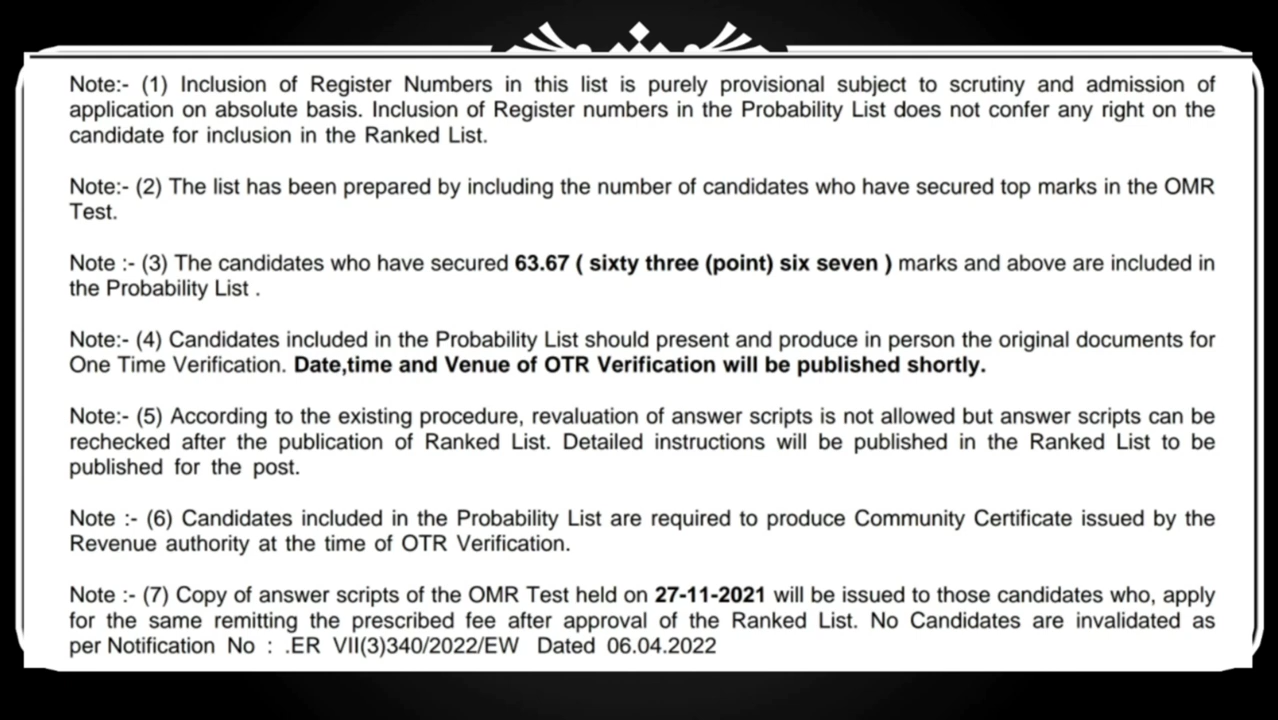 Note:- (1) Inclusion of Register Numbers in this list is purely provisional subject to scrutiny and admission of
application on absolute basis. Inclusion of Register numbers in the Probability List does not confer any right on the
candidate for inclusion in the Ranked List.
Note:- (2) The list has been prepared by including the number of candidates who have secured top marks in the OMR
Test.
Note :- (3) The candidates who have secured 63.67 ( sixty three (point) six seven ) marks and above are included in
the Probability List .
Note:- (4) Candidates included in the Probability List should present and produce in person the original documents for
One Time Verification. Date,time and Venue of OTR Verification will be published shortly.
Note:- (5) According to the existing procedure, revaluation of answer scripts is not allowed but answer scripts can be
rechecked after the publication of Ranked List. Detailed instructions will be published in the Ranked List to be
published for the post.
Note :- (6) Candidates included in the Probability List are required to produce Community Certificate issued by the
Revenue authority at the time of OTR Verification.
Note :- (7) Copy of answer scripts of the OMR Test held on 27-11-2021 will be issued to those candidates who, apply
for the same remitting the prescribed fee after approval of the Ranked List. No Candidates are invalidated as
per Notification No : .ER VII(3)340/2022/EW Dated 06.04.2022